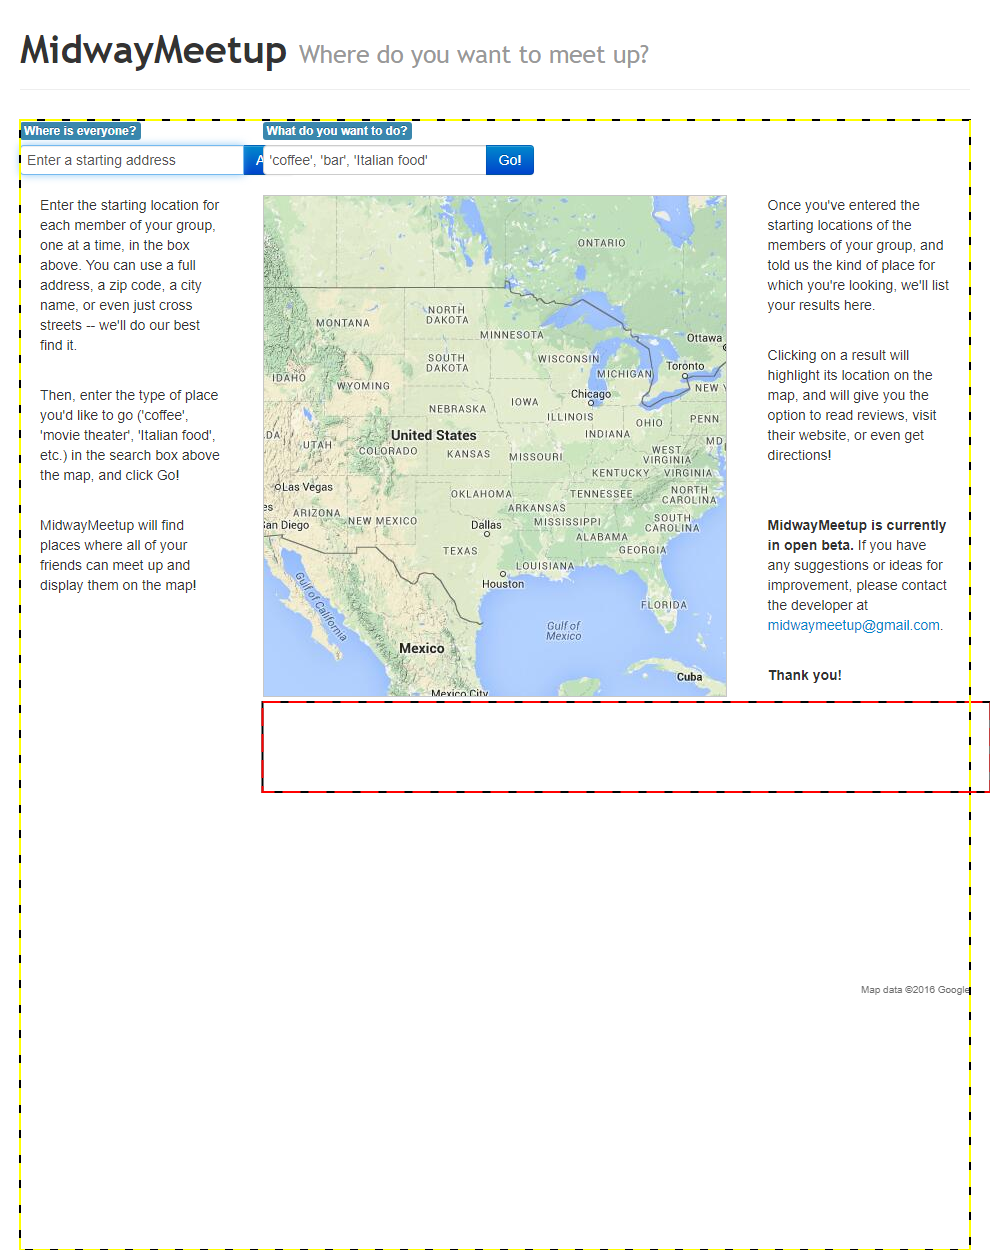 MidwayMeetup Where do you want to meet up?
Where is everyone?
What do you want to do?
Enter a starting address
A
'coffee', 'bar', 'Italian food'
Go!
Enter the starting location for
each member of your group,
one at a time, in the box
above. You can use a full
address, a zip code, a city
name, or even just cross
streets -- we'll do our best
find it.
Then, enter the type of place
you'd like to go ('coffee',
'movie theater', 'Italian food',
etc.) in the search box above
the map, and click Go!
MidwayMeetup will find
places where all of your
friends can meet up and
display them on the map!
ONTARIO
MONTANA
NORTH
DAKOTA
MINNESOTA
Ottawa
SOUTH
DAKOTA
WISCONSIN
MICHIGAN
Toronto
IDAHO
WYOMING
NEW Y
Chicago
IOWA
NEBRASKA
ILLINOIS
OHIO
PENN
INDIANA
DA
United States
MD
UTAH
COLORADO
KANSAS
MISSOURI
WEST
VIRGINIA
KENTUCKY
VIRGINIA
Las Vegas
OKLAHOMA
TENNESSEE
NORTH
CAROLINA
es
ARIZONA
ARKANSAS
San Diego
NEW MEXICO
Dallas
MISSISSIPPI
SOUTH
CAROLINA
ALABAMA
TEXAS
GEORGIA
LOUISIANA
Houston
Gulf of California
FLORIDA
Gulf of
Mexico
Mexico
Cuba
Mexico City
Once you've entered the
starting locations of the
members of your group, and
told us the kind of place for
which you're looking, we'll list
your results here.
Clicking on a result will
highlight its location on the
map, and will give you the
option to read reviews, visit
their website, or even get
directions!
MidwayMeetup is currently
in open beta. If you have
any suggestions or ideas for
improvement, please contact
the developer at
midwaymeetup@gmail.com.
Thank you!
Map data ©2016 Google